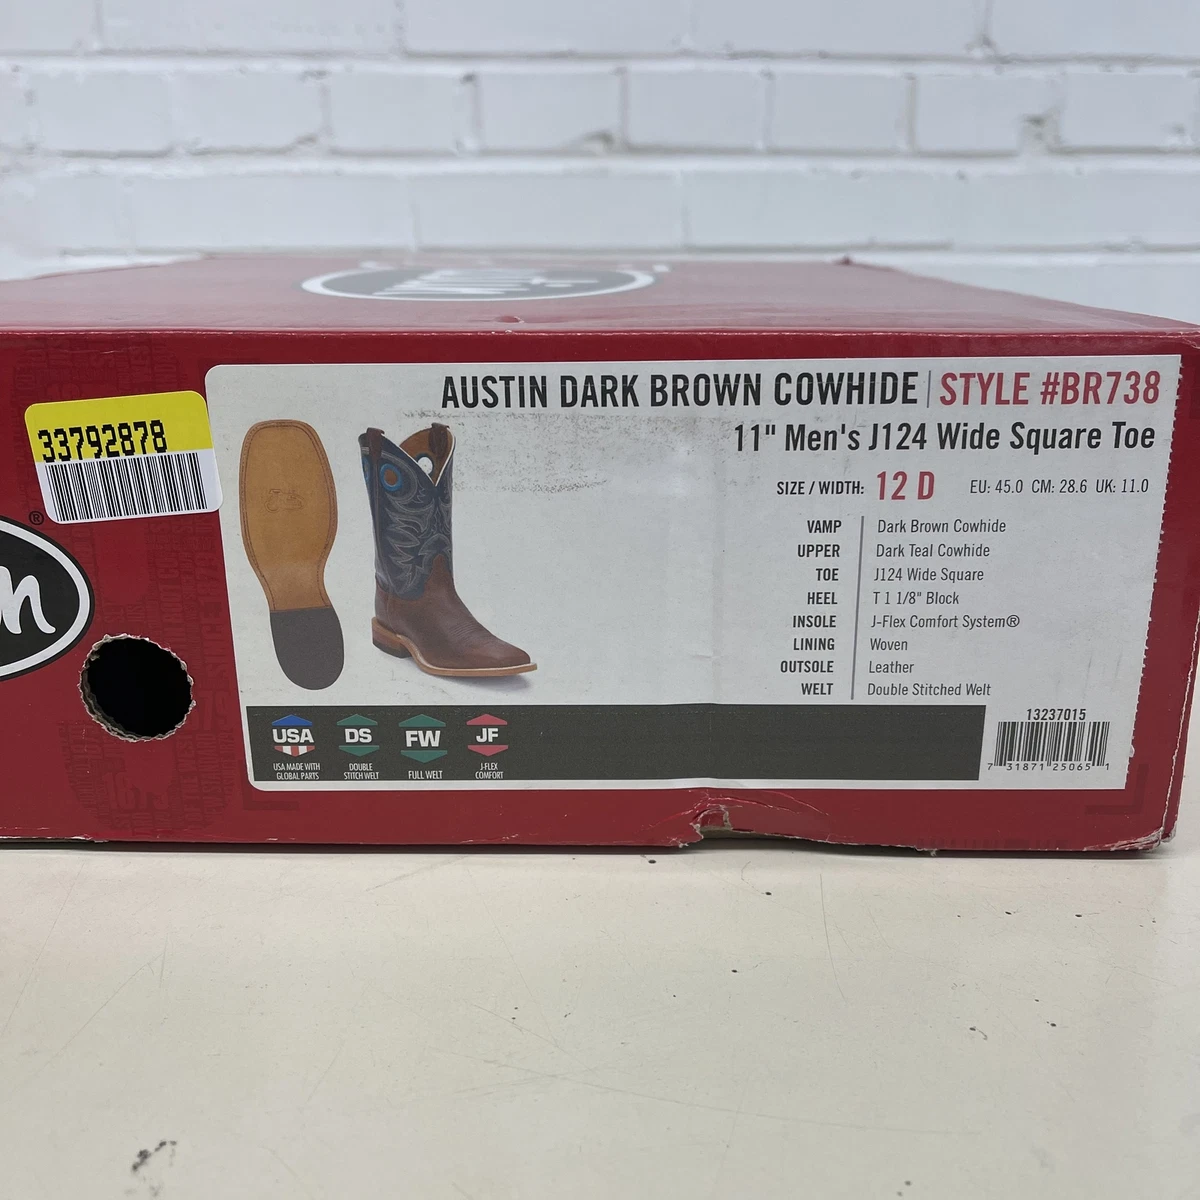 AUSTIN DARK BROWN COWHIDE | STYLE #BR738
11" Men's J124 Wide Square Toe
SIZE / WIDTH: 12 D EU: 45.0 CM: 28.6 UK: 11.0
VAMP Dark Brown Cowhide
UPPER Dark Teal Cowhide
TOE J124 Wide Square
HEEL T 1 1/8" Block
INSOLE J-Flex Comfort System®
LINING Woven
OUTSOLE Leather
WELT Double Stitched Welt
33792878
®
USA DS FW JF
USA MADE WITH
GLOBAL PARTS
DOUBLE
STITCH WELT
FULL WELT
J-FLEX
COMFORT
13237015
7 31871 25065 1